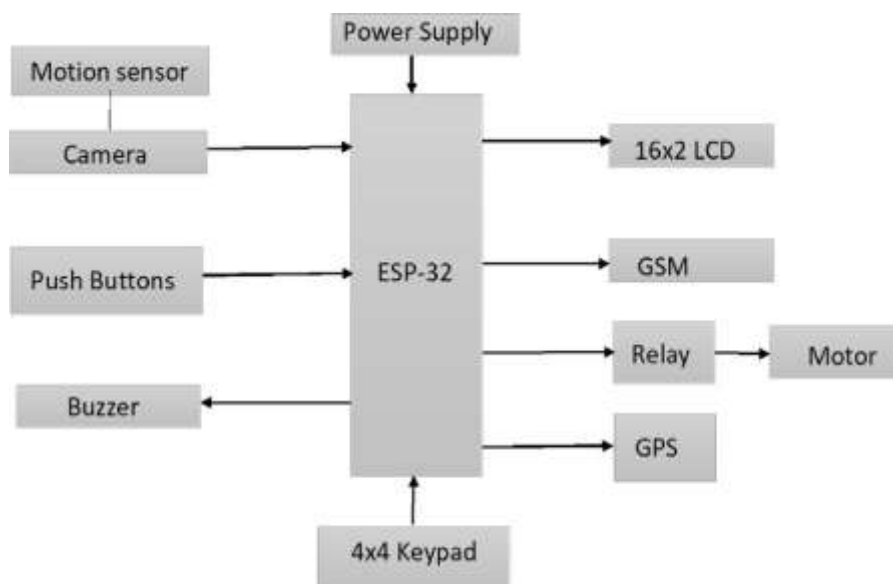 Power Supply
Motion sensor
Camera
16x2 LCD
Push Buttons
ESP-32
GSM
Relay
Motor
Buzzer
GPS
4x4 Keypad